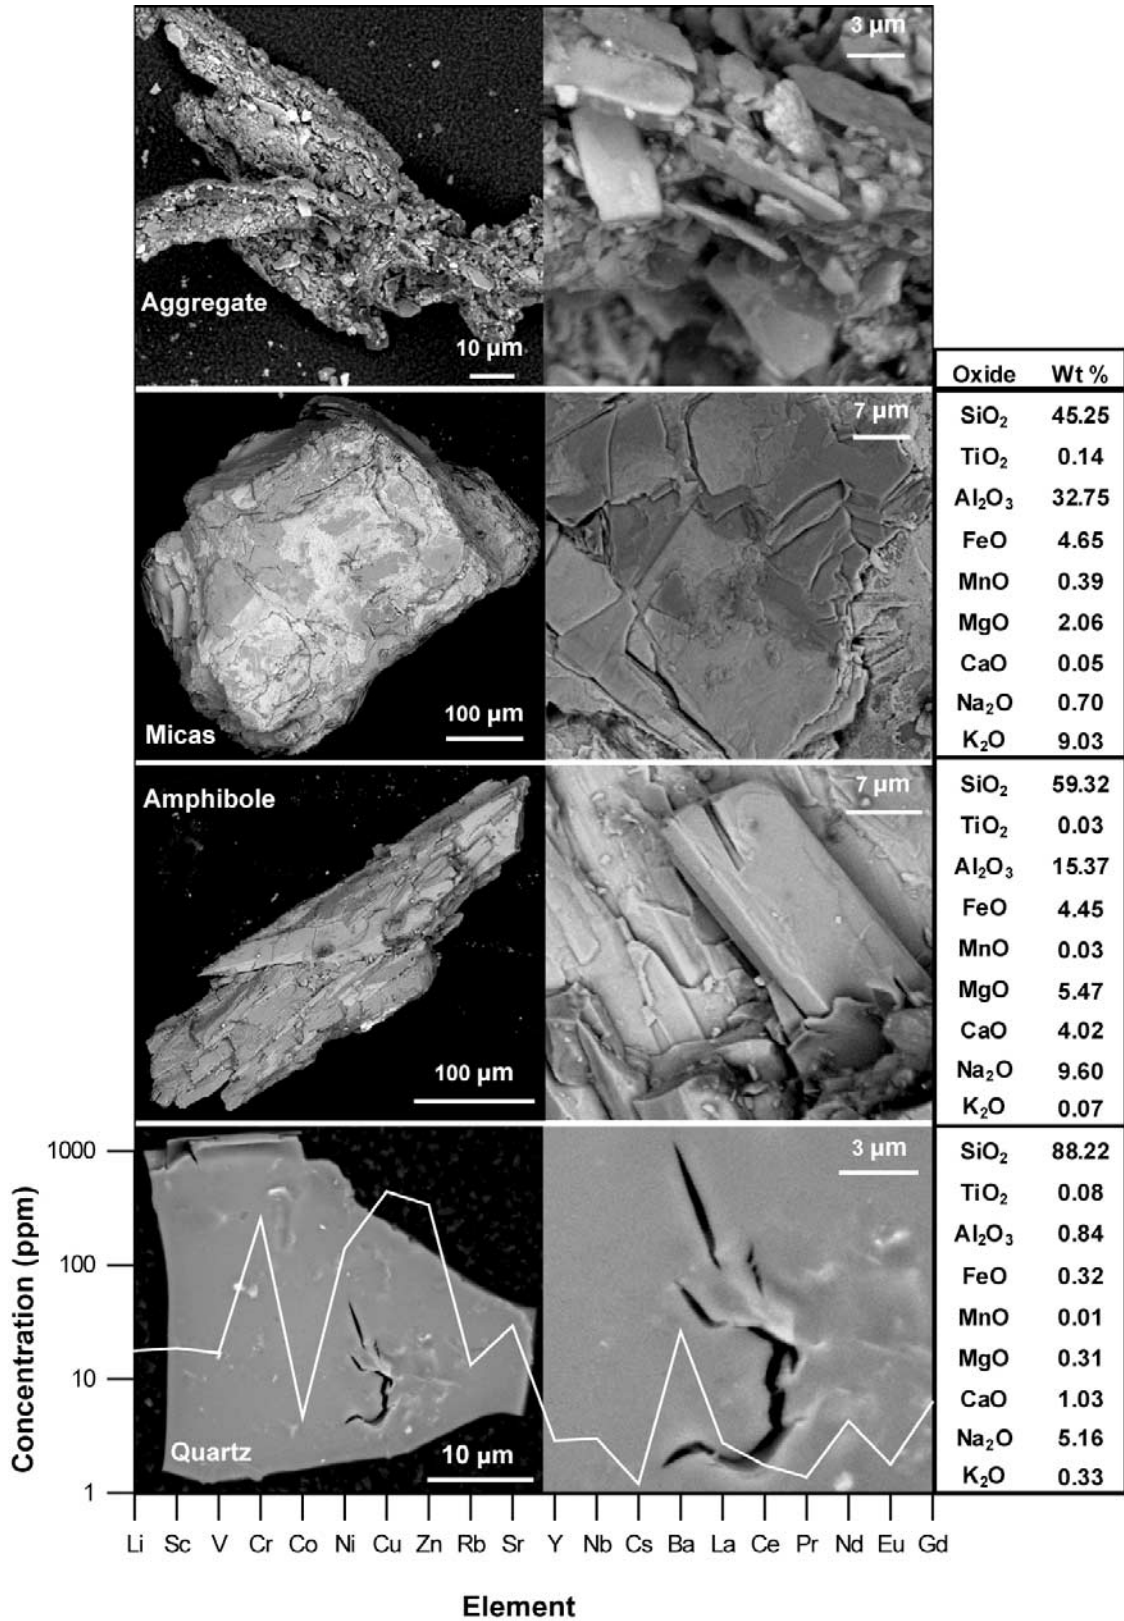 3 µm
Aggregate
10 µm
Oxide Wt %
7 µm
Micas
100 µm
SiO₂ 45.25
TiO₂ 0.14
Al₂O₃ 32.75
FeO 4.65
MnO 0.39
MgO 2.06
CaO 0.05
Na₂O 0.70
K₂O 9.03
Amphibole
7 µm
100 µm
SiO₂ 59.32
TiO₂ 0.03
Al₂O₃ 15.37
FeO 4.45
MnO 0.03
MgO 5.47
CaO 4.02
Na₂O 9.60
K₂O 0.07
Concentration (ppm)
1000
100
10
1
3 µm
Quartz
10 µm
SiO₂ 88.22
TiO₂ 0.08
Al₂O₃ 0.84
FeO 0.32
MnO 0.01
MgO 0.31
CaO 1.03
Na₂O 5.16
K₂O 0.33
Li Sc V Cr Co Ni Cu Zn Rb Sr Y Nb Cs Ba La Ce Pr Nd Eu Gd
Element